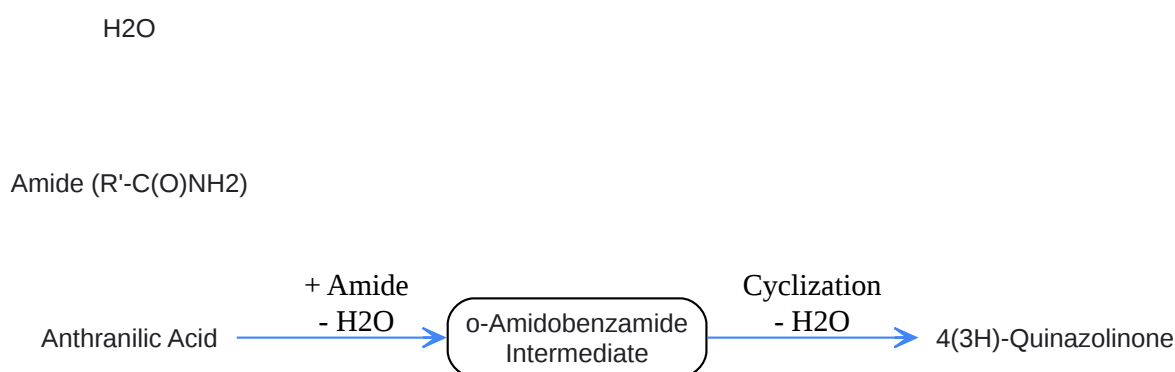 H2O
Amide (R'-C(O)NH2)
+ Amide
- H2O
Cyclization
- H2O
Anthranilic Acid
o-Amidobenzamide
Intermediate
4(3H)-Quinazolinone